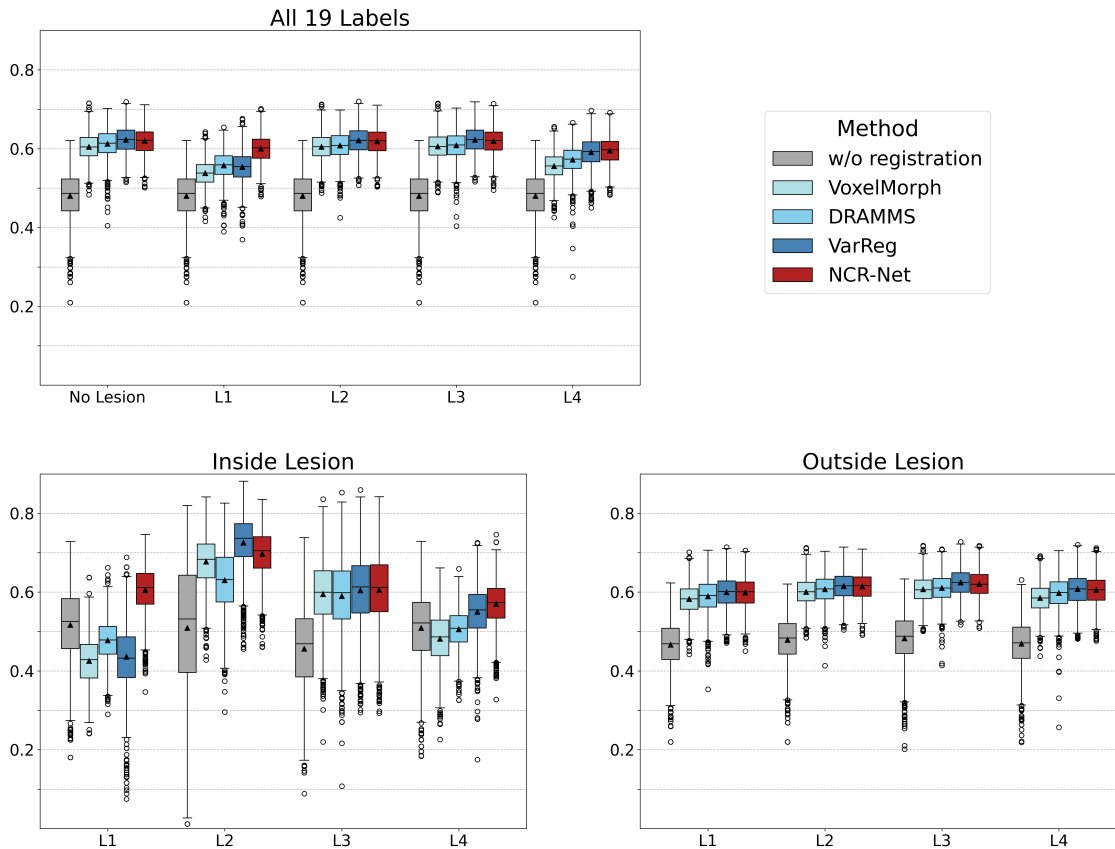 All 19 Labels
0.8
0.6
0.4
0.2
No Lesion L1 L2 L3 L4
Method
w/o registration
VoxelMorph
DRAMMS
VarReg
NCR-Net
Inside Lesion
0.8
0.6
0.4
0.2
L1 L2 L3 L4
Outside Lesion
0.8
0.6
0.4
0.2
L1 L2 L3 L4